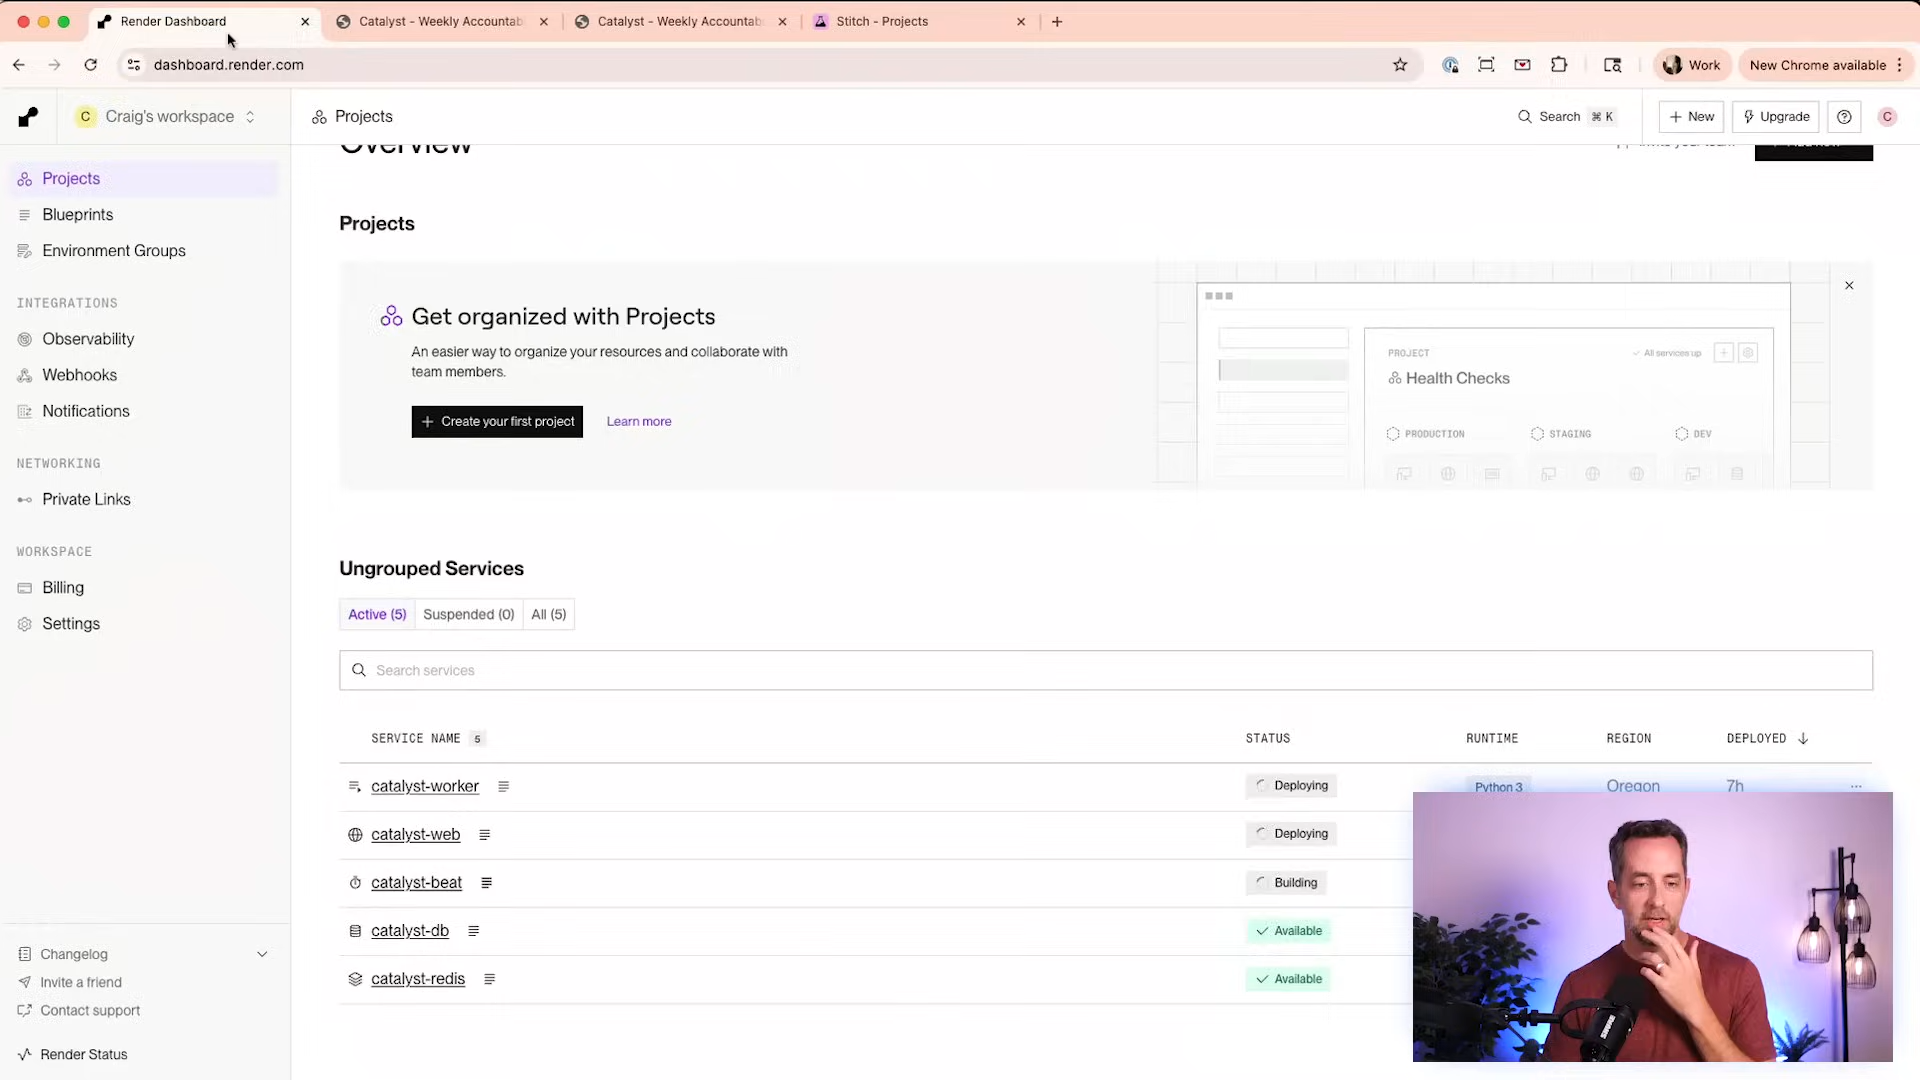 Render Dashboard
Catalyst - Weekly Accountab
Catalyst - Weekly Accountab
Stitch - Projects
dashboard.render.com
Work
New Chrome available
C Craig's workspace
Projects
Search ⌘ K
+ New
Upgrade
C
Overview
Projects
Blueprints
Environment Groups
INTEGRATIONS
Observability
Webhooks
Notifications
NETWORKING
Private Links
WORKSPACE
Billing
Settings
Changelog
Invite a friend
Contact support
Render Status
Projects
Get organized with Projects
An easier way to organize your resources and collaborate with
team members.
+ Create your first project
Learn more
PROJECT
All services up
Health Checks
PRODUCTION
STAGING
DEV
Ungrouped Services
Active (5)
Suspended (0)
All (5)
Search services
SERVICE NAME 5
STATUS
RUNTIME
REGION
DEPLOYED
catalyst-worker
Deploying
Python 3
Oregon
7h
catalyst-web
Deploying
catalyst-beat
Building
catalyst-db
Available
catalyst-redis
Available